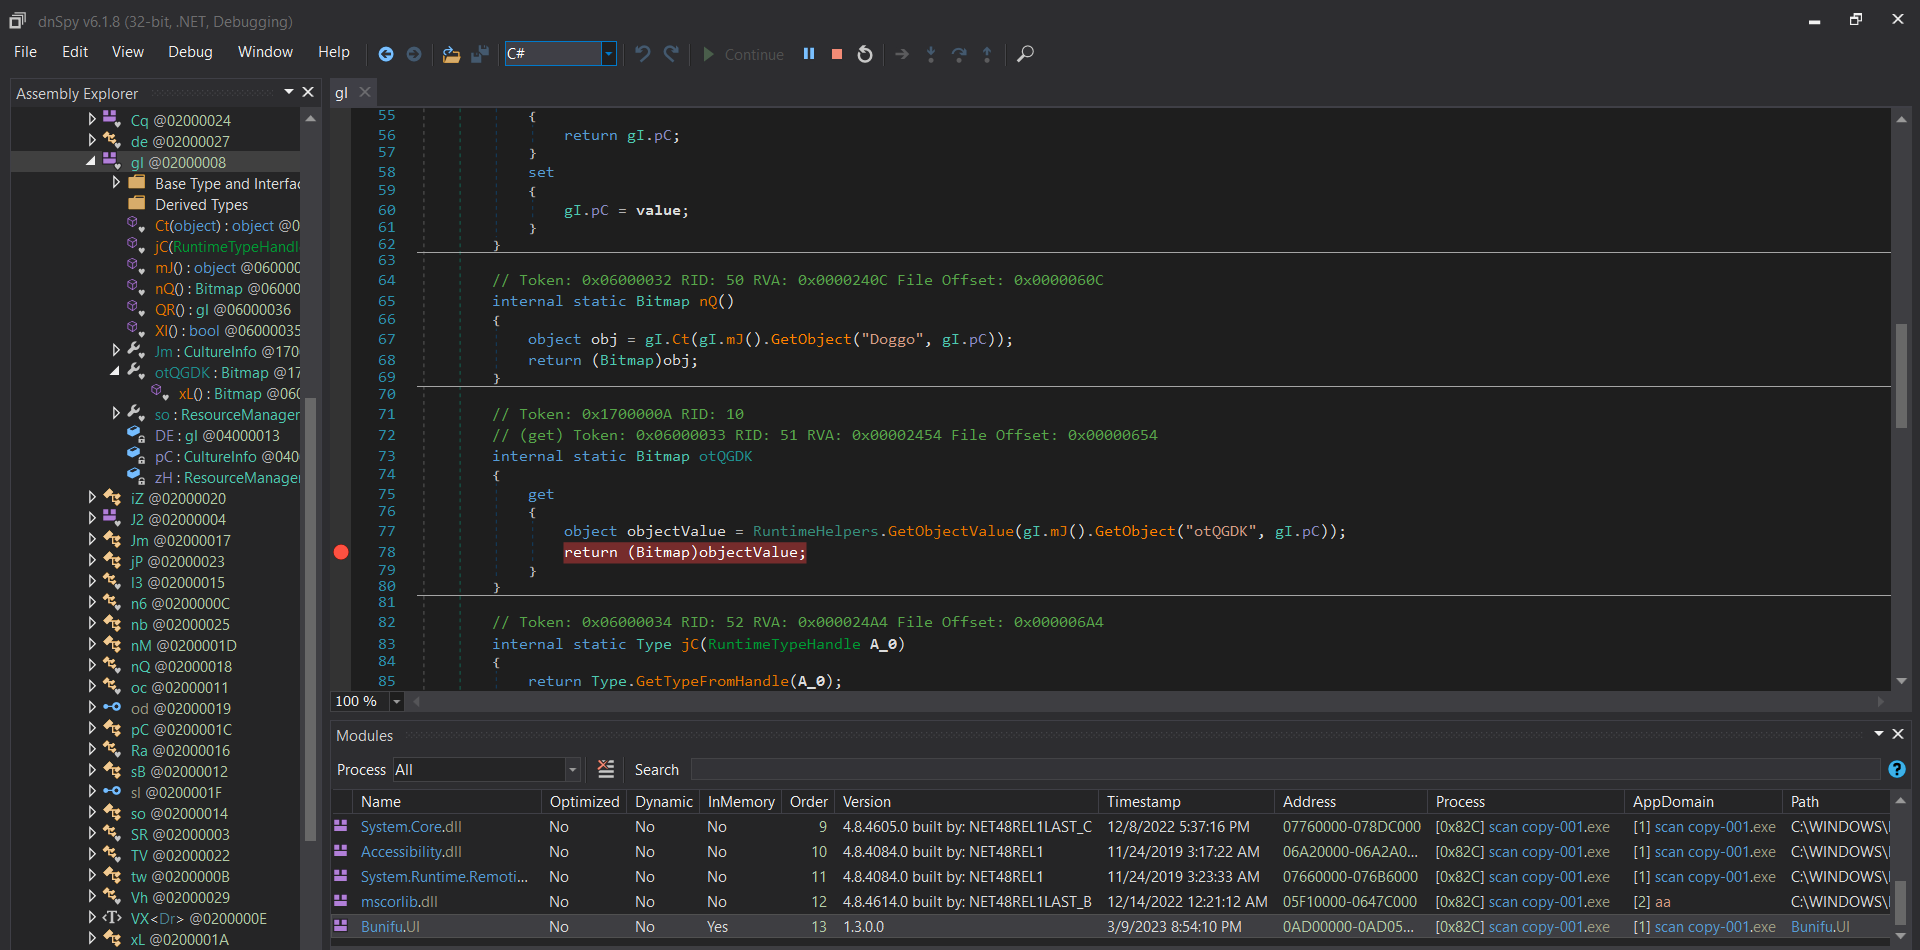 dnSpy v6.1.8 (32-bit, .NET, Debugging)
File Edit View Debug Window Help C# Continue
Assembly Explorer
Cq @02000024
de @02000027
gI @02000008
Base Type and Interfac
Derived Types
Ct(object) : object @0
jC(RuntimeTypeHandl
mJ() : object @060000
nQ() : Bitmap @06000
QR() : gI @06000036
XI() : bool @06000035
Jm : CultureInfo @170
otQGDK : Bitmap @17
xL() : Bitmap @060
so : ResourceManager
DE : gI @04000013
pC : CultureInfo @040
zH : ResourceManager
iZ @02000020
J2 @02000004
Jm @02000017
jP @02000023
l3 @02000015
n6 @0200000C
nb @02000025
nM @0200001D
nQ @02000018
oc @02000011
od @02000019
pC @0200001C
Ra @02000016
sB @02000012
sl @0200001F
so @02000014
SR @02000003
TV @02000022
tw @0200000B
Vh @02000029
VX<Dr> @0200000E
xL @0200001A
gI
55 {
56 return gI.pC;
57 }
58 set
59 {
60 gI.pC = value;
61 }
62 }
63
64 // Token: 0x06000032 RID: 50 RVA: 0x0000240C File Offset: 0x0000060C
65 internal static Bitmap nQ()
66 {
67 object obj = gI.Ct(gI.mJ().GetObject("Doggo", gI.pC));
68 return (Bitmap)obj;
69 }
70
71 // Token: 0x1700000A RID: 10
72 // (get) Token: 0x06000033 RID: 51 RVA: 0x00002454 File Offset: 0x00000654
73 internal static Bitmap otQGDK
74 {
75 get
76 {
77 object objectValue = RuntimeHelpers.GetObjectValue(gI.mJ().GetObject("otQGDK", gI.pC));
78 return (Bitmap)objectValue;
79 }
80 }
81
82 // Token: 0x06000034 RID: 52 RVA: 0x000024A4 File Offset: 0x000006A4
83 internal static Type jC(RuntimeTypeHandle A_0)
84 {
85 return Type.GetTypeFromHandle(A_0);
100 %
Modules
Process All Search
Name Optimized Dynamic InMemory Order Version Timestamp Address Process AppDomain Path
System.Core.dll No No No 9 4.8.4605.0 built by: NET48REL1LAST_C 12/8/2022 5:37:16 PM 07760000-078DC000 [0x82C] scan copy-001.exe [1] scan copy-001.exe C:\WINDOWS\
Accessibility.dll No No No 10 4.8.4084.0 built by: NET48REL1 11/24/2019 3:17:22 AM 06A20000-06A2A0... [0x82C] scan copy-001.exe [1] scan copy-001.exe C:\WINDOWS\
System.Runtime.Remoti... No No No 11 4.8.4084.0 built by: NET48REL1 11/24/2019 3:23:33 AM 07660000-076B6000 [0x82C] scan copy-001.exe [1] scan copy-001.exe C:\WINDOWS\
mscorlib.dll No No No 12 4.8.4614.0 built by: NET48REL1LAST_B 12/14/2022 12:21:12 AM 05F10000-0647C000 [0x82C] scan copy-001.exe [2] aa C:\WINDOWS\
Bunifu.UI No No Yes 13 1.3.0.0 3/9/2023 8:54:10 PM 0AD00000-0AD05... [0x82C] scan copy-001.exe [1] scan copy-001.exe Bunifu.UI